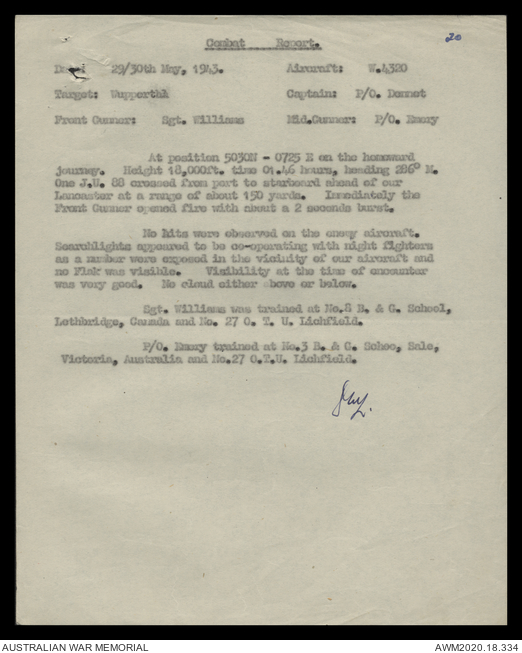 20
Combat Report.
Date: 29/30th May, 1943. Aircraft: W.4320
Target: Wupperthl Captain: P/O. Dennet
Front Gunner: Sgt. Williams Mid.Gunner: P/O. Emery
At position 5030N - 0725 E on the homeward
journey. Height 18,000ft. time 01.46 hours, heading 286° M.
One J.U. 88 crossed from port to starboard ahead of our
Lancaster at a range of about 150 yards. Immediately the
Front Gunner opened fire with about a 2 seconds burst.
No hits were observed on the enemy aircraft.
Searchlights appeared to be co-operating with night fighters
as a number were exposed in the vicinity of our aircraft and
no Flak was visible. Visibility at the time of encounter
was very good. No cloud either above or below.
Sgt. Williams was trained at No.8 B. & G. School,
Lethbridge, Canada and No. 27 O. T. U. Lichfield.
P/O. Emery trained at No.3 B. & G. Schoo, Sale,
Victoria, Australia and No.27 O.T.U. Lichfield.
AUSTRALIAN WAR MEMORIAL AWM2020.18.334